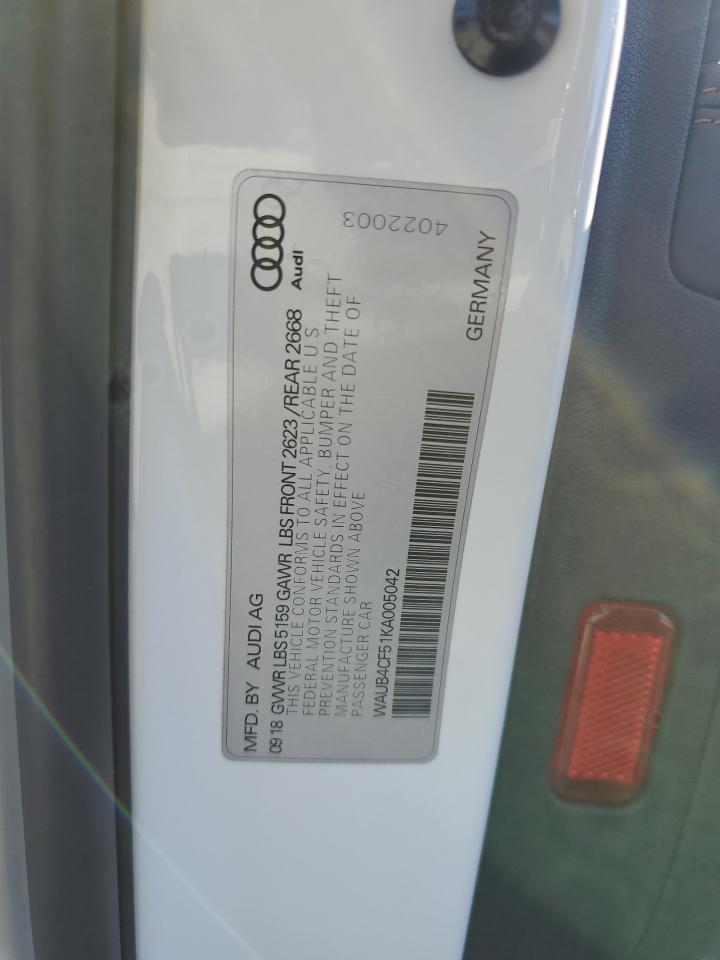 MFD. BY AUDI AG
Audi
09 18 GVWR LBS 5159 GAWR LBS FRONT 2623 /REAR 2668
THIS VEHICLE CONFORMS TO ALL APPLICABLE U S
FEDERAL MOTOR VEHICLE SAFETY, BUMPER AND THEFT
PREVENTION STANDARDS IN EFFECT ON THE DATE OF
MANUFACTURE SHOWN ABOVE
PASSENGER CAR
4022003
WAUB4CF51KA005042
GERMANY